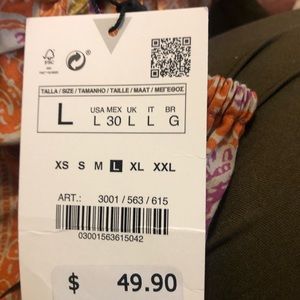 FSC
TALLA / SIZE / TAMANHO / TAILLE / MAAT / ΜΕΓΕΘΟΣ
L
USA MEX UK IT BR
L 30 L L G
XS S M L XL XXL
ART.: 3001 / 563 / 615
03001563615042
$ 49.90